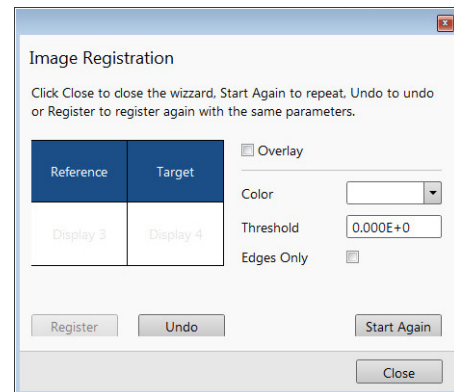 Image Registration
Click Close to close the wizzard, Start Again to repeat, Undo to undo
or Register to register again with the same parameters.
Reference Target
Display 3 Display 4
Overlay
Color
Threshold 0.000E+0
Edges Only
Register Undo Start Again
Close